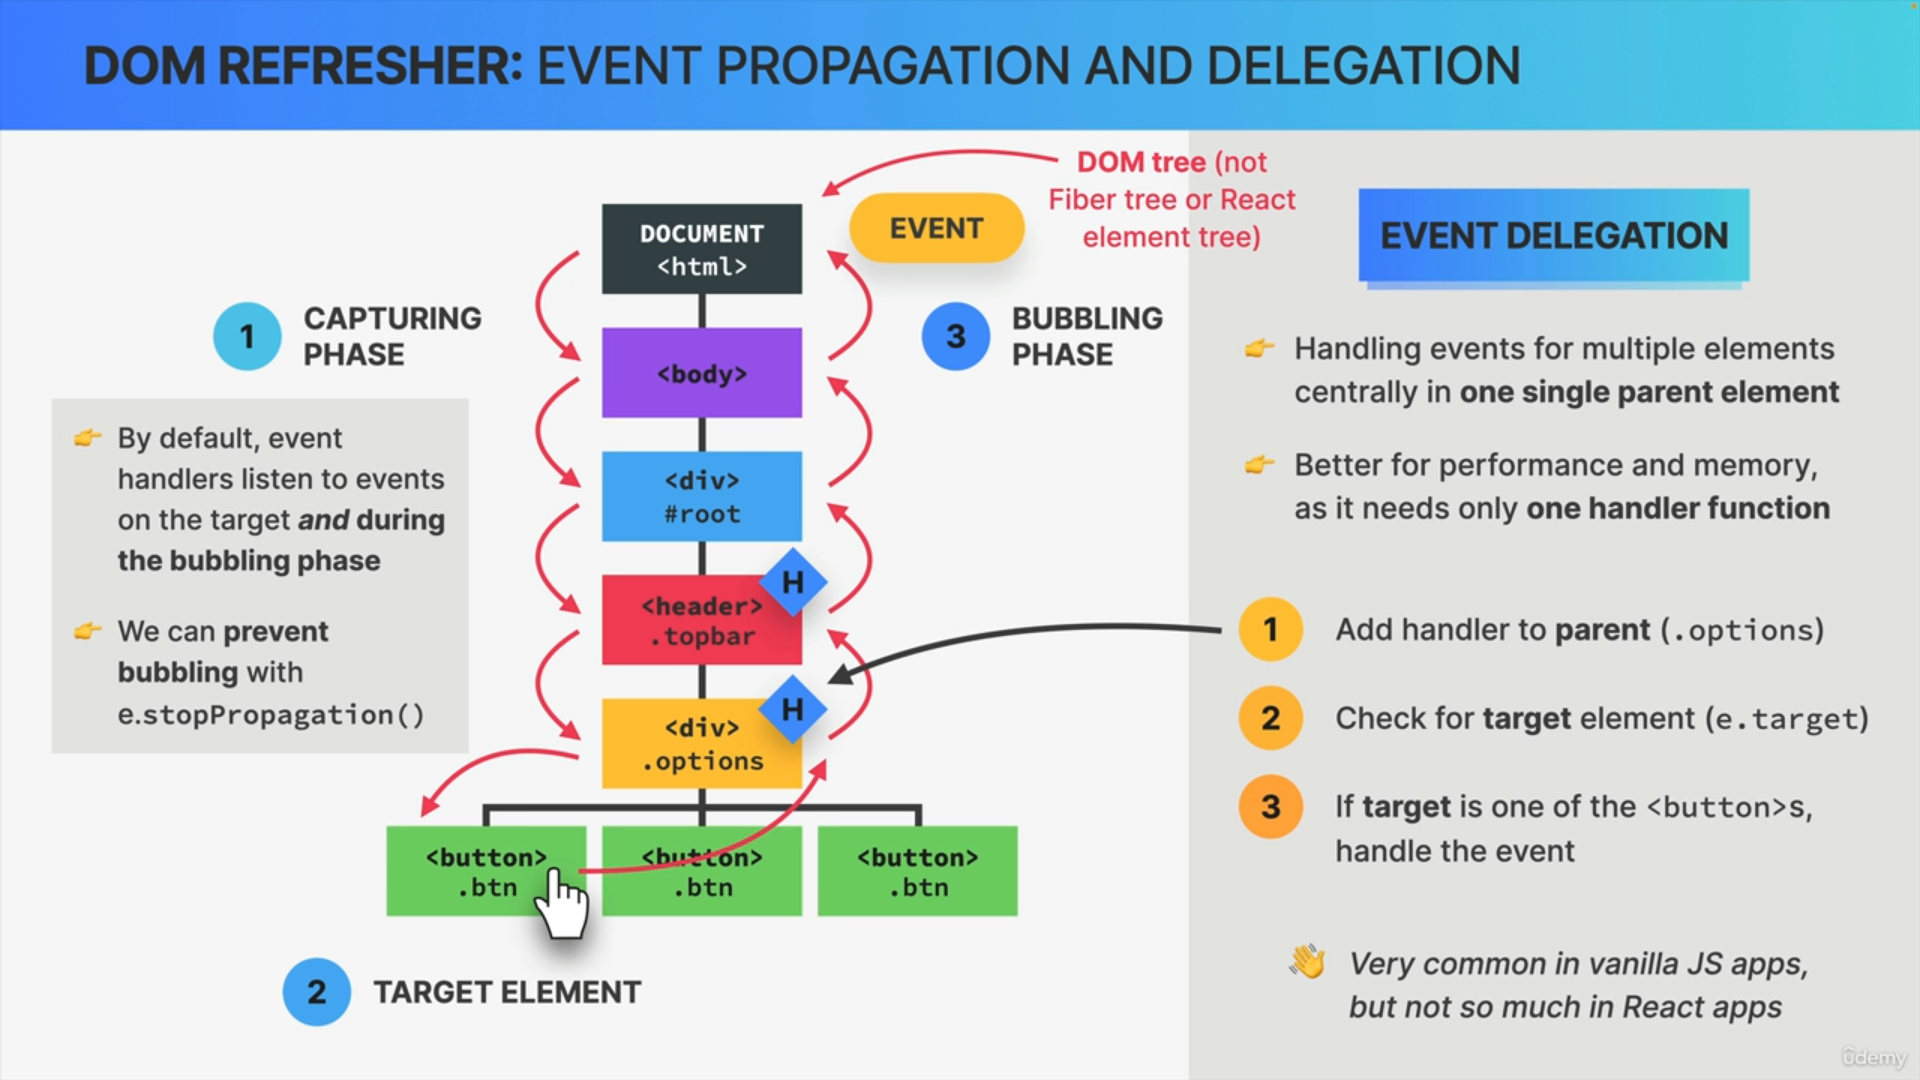 DOM REFRESHER: EVENT PROPAGATION AND DELEGATION
DOM tree (not
Fiber tree or React
element tree)
EVENT
DOCUMENT
<html>
1
CAPTURING
PHASE
3
BUBBLING
PHASE
<body>
👉 By default, event
handlers listen to events
on the target and during
the bubbling phase
👉 We can prevent
bubbling with
e.stopPropagation()
<div>
#root
H
<header>
.topbar
H
<div>
.options
<button>
.btn
<button>
.btn
<button>
.btn
2
TARGET ELEMENT
EVENT DELEGATION
👉 Handling events for multiple elements
centrally in one single parent element
👉 Better for performance and memory,
as it needs only one handler function
1 Add handler to parent (.options)
2 Check for target element (e.target)
3 If target is one of the <button>s,
handle the event
👋 Very common in vanilla JS apps,
but not so much in React apps
ûdemy